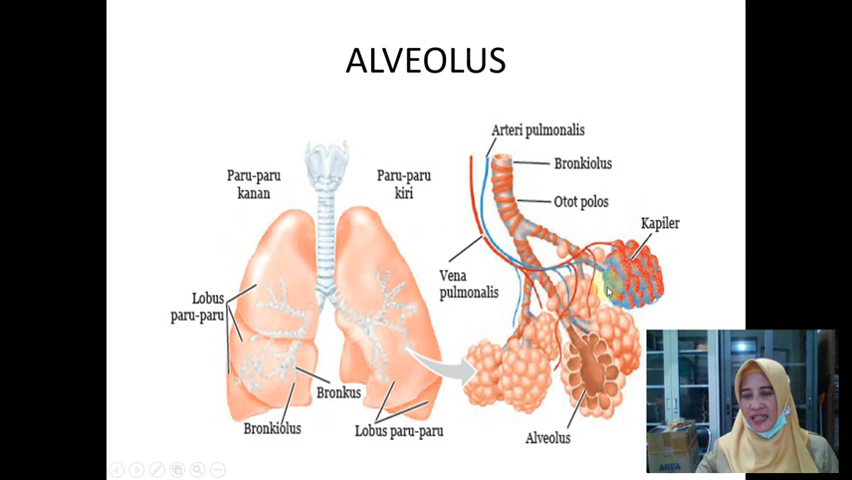 ALVEOLUS
Paru-paru
kanan
Paru-paru
kiri
Lobus
paru-paru
Bronkus
Bronkiolus
Lobus paru-paru
Arteri pulmonalis
Bronkiolus
Otot polos
Kapiler
Vena
pulmonalis
Alveolus